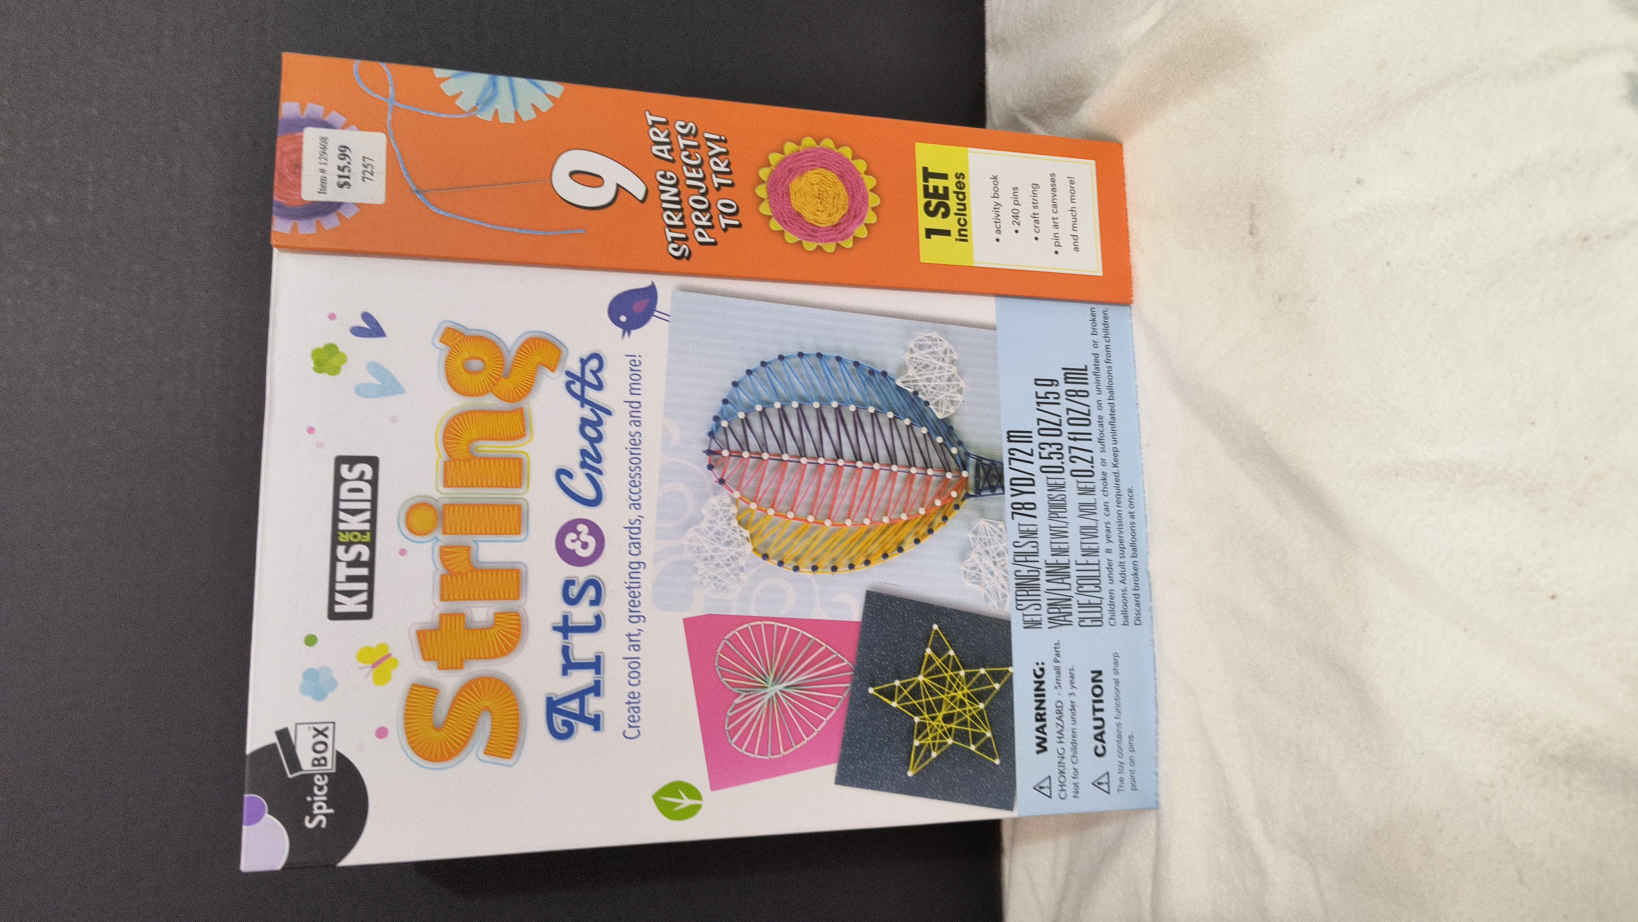 Spice
BOX
KITS
FOR
KIDS
String
Arts & Crafts
Create cool art, greeting cards, accessories and more!
Item # 129408
$15.99
7257
9
STRING ART
PROJECTS
TO TRY!
1 SET
includes
• activity book
• 240 pins
• craft string
• pin art canvases
and much more!
WARNING:
CHOKING HAZARD - Small Parts.
Not for Children under 3 years.
CAUTION
The toy contains functional sharp
point on pins.
NET STRING/FILS NET 78 YD/72 m
YARN/LAINE NET WT/POIDS NET 0.53 OZ/15 g
GLUE/COLLE NET VOL/VOL NET 0.27 fl OZ/8 mL
Children under 8 years can choke or suffocate on uninflated or broken
balloons. Adult supervision required. Keep uninflated balloons from children.
Discard broken balloons at once.